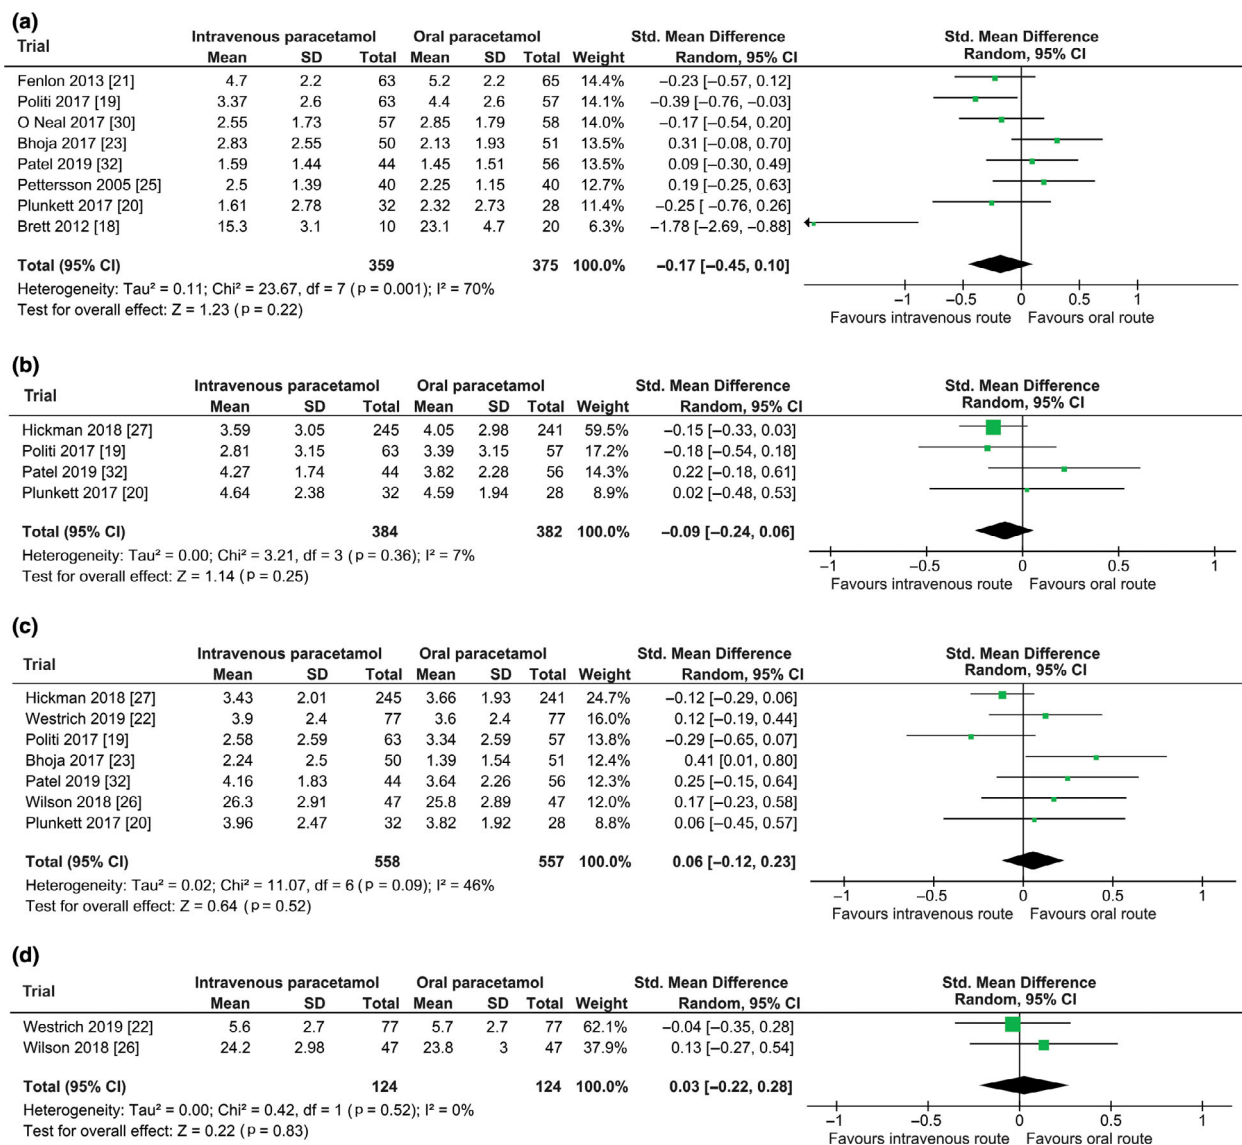 (a)
Trial Intravenous paracetamol Oral paracetamol Std. Mean Difference Std. Mean Difference
Mean SD Total Mean SD Total Weight Random, 95% CI Random, 95% CI
Fenlon 2013 [21] 4.7 2.2 63 5.2 2.2 65 14.4% −0.23 [−0.57, 0.12]
Politi 2017 [19] 3.37 2.6 63 4.4 2.6 57 14.1% −0.39 [−0.76, −0.03]
O Neal 2017 [30] 2.55 1.73 57 2.85 1.79 58 14.0% −0.17 [−0.54, 0.20]
Bhoja 2017 [23] 2.83 2.55 50 2.13 1.93 51 13.5% 0.31 [−0.08, 0.70]
Patel 2019 [32] 1.59 1.44 44 1.45 1.51 56 13.5% 0.09 [−0.30, 0.49]
Pettersson 2005 [25] 2.5 1.39 40 2.25 1.15 40 12.7% 0.19 [−0.25, 0.63]
Plunkett 2017 [20] 1.61 2.78 32 2.32 2.73 28 11.4% −0.25 [ −0.76, 0.26]
Brett 2012 [18] 15.3 3.1 10 23.1 4.7 20 6.3% −1.78 [−2.69, −0.88]
Total (95% CI) 359 375 100.0% −0.17 [−0.45, 0.10]
Heterogeneity: Tau² = 0.11; Chi² = 23.67, df = 7 (p = 0.001); I² = 70%
Test for overall effect: Z = 1.23 (p = 0.22)
−1 −0.5 0 0.5 1
Favours intravenous route Favours oral route
(b)
Trial Intravenous paracetamol Oral paracetamol Std. Mean Difference Std. Mean Difference
Mean SD Total Mean SD Total Weight Random, 95% CI Random, 95% CI
Hickman 2018 [27] 3.59 3.05 245 4.05 2.98 241 59.5% −0.15 [−0.33, 0.03]
Politi 2017 [19] 2.81 3.15 63 3.39 3.15 57 17.2% −0.18 [−0.54, 0.18]
Patel 2019 [32] 4.27 1.74 44 3.82 2.28 56 14.3% 0.22 [−0.18, 0.61]
Plunkett 2017 [20] 4.64 2.38 32 4.59 1.94 28 8.9% 0.02 [−0.48, 0.53]
Total (95% CI) 384 382 100.0% −0.09 [−0.24, 0.06]
Heterogeneity: Tau² = 0.00; Chi² = 3.21, df = 3 (p = 0.36); I² = 7%
Test for overall effect: Z = 1.14 (p = 0.25)
−1 −0.5 0 0.5 1
Favours intravenous route Favours oral route
(c)
Trial Intravenous paracetamol Oral paracetamol Std. Mean Difference Std. Mean Difference
Mean SD Total Mean SD Total Weight Random, 95% CI Random, 95% CI
Hickman 2018 [27] 3.43 2.01 245 3.66 1.93 241 24.7% −0.12 [−0.29, 0.06]
Westrich 2019 [22] 3.9 2.4 77 3.6 2.4 77 16.0% 0.12 [−0.19, 0.44]
Politi 2017 [19] 2.58 2.59 63 3.34 2.59 57 13.8% −0.29 [−0.65, 0.07]
Bhoja 2017 [23] 2.24 2.5 50 1.39 1.54 51 12.4% 0.41 [0.01, 0.80]
Patel 2019 [32] 4.16 1.83 44 3.64 2.26 56 12.3% 0.25 [−0.15, 0.64]
Wilson 2018 [26] 26.3 2.91 47 25.8 2.89 47 12.0% 0.17 [−0.23, 0.58]
Plunkett 2017 [20] 3.96 2.47 32 3.82 1.92 28 8.8% 0.06 [−0.45, 0.57]
Total (95% CI) 558 557 100.0% 0.06 [−0.12, 0.23]
Heterogeneity: Tau² = 0.02; Chi² = 11.07, df = 6 (p = 0.09); I² = 46%
Test for overall effect: Z = 0.64 (p = 0.52)
−1 −0.5 0 0.5 1
Favours intravenous route Favours oral route
(d)
Trial Intravenous paracetamol Oral paracetamol Std. Mean Difference Std. Mean Difference
Mean SD Total Mean SD Total Weight Random, 95% CI Random, 95% CI
Westrich 2019 [22] 5.6 2.7 77 5.7 2.7 77 62.1% −0.04 [−0.35, 0.28]
Wilson 2018 [26] 24.2 2.98 47 23.8 3 47 37.9% 0.13 [−0.27, 0.54]
Total (95% CI) 124 124 100.0% 0.03 [−0.22, 0.28]
Heterogeneity: Tau² = 0.00; Chi² = 0.42, df = 1 (p = 0.52); I² = 0%
Test for overall effect: Z = 0.22 (p = 0.83)
−1 −0.5 0 0.5 1
Favours intravenous route Favours oral route